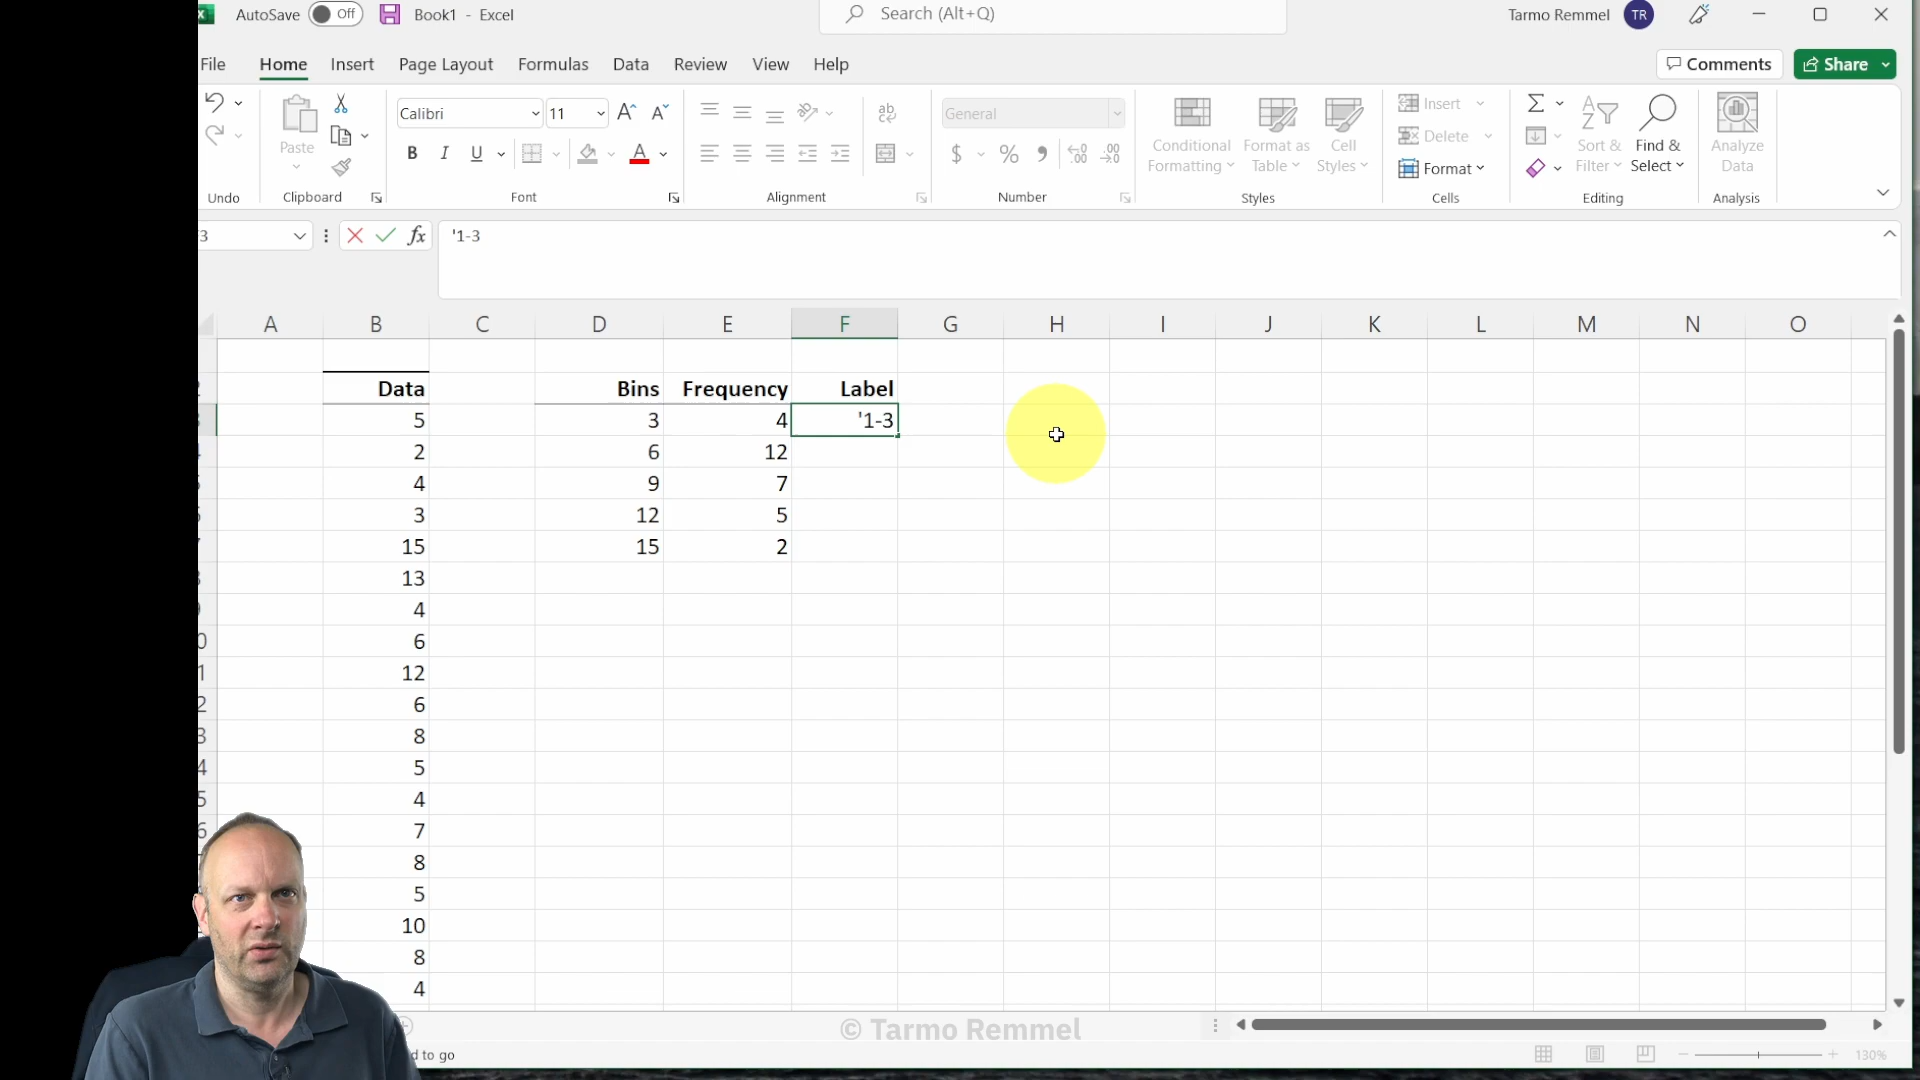 AutoSave Off Book1 - Excel Search (Alt+Q) Tarmo Remmel TR
File Home Insert Page Layout Formulas Data Review View Help Comments Share
Paste Calibri 11 General Conditional Formatting Format as Table Cell Styles Insert Delete Format Sort & Filter Find & Select Analyze Data
Undo Clipboard Font Alignment Number Styles Cells Editing Analysis
3 fx '1-3
A B C D E F G H I J K L M N O
Data Bins Frequency Label
5 3 4 '1-3
2 6 12
4 9 7
3 12 5
15 15 2
13
4
6
12
6
8
5
4
7
8
5
10
8
4
© Tarmo Remmel
d to go 130%